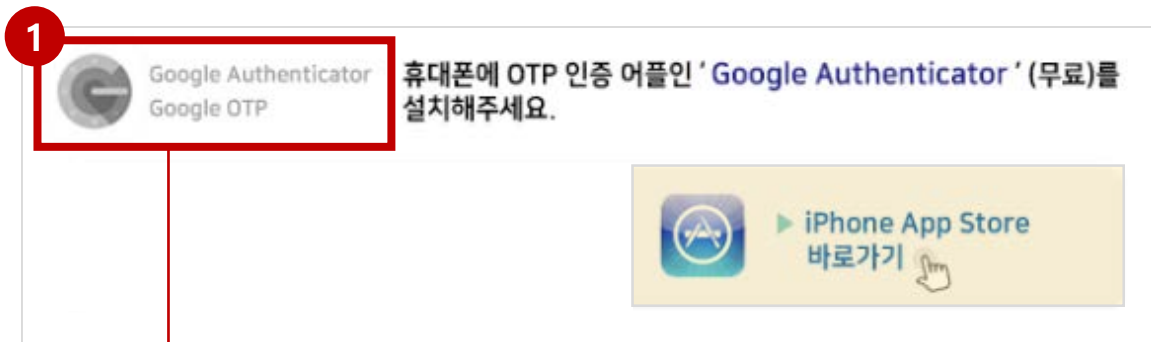 1
Google Authenticator
Google OTP
휴대폰에 OTP 인증 어플인 ' Google Authenticator ' (무료)를
설치해주세요.
▶ iPhone App Store
바로가기